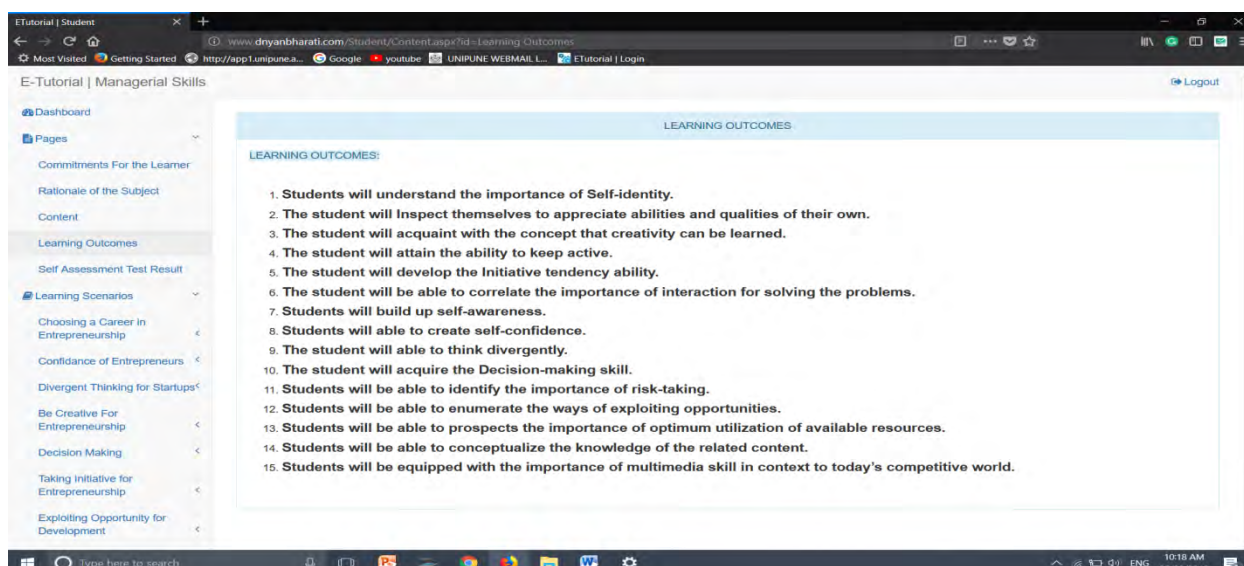 ETutorial | Student
www.dnyanbharati.com/Student/Content.aspx?id=Learning Outcomes
Most Visited Getting Started http://app1.unipune.a... Google youtube UNIPUNE WEBMAIL L... ETutorial | Login
E-Tutorial | Managerial Skills
Logout
Dashboard
Pages
Commitments For the Learner
Rationale of the Subject
Content
Learning Outcomes
Self Assessment Test Result
Learning Scenarios
Choosing a Career in
Entrepreneurship
Confidance of Entrepreneurs
Divergent Thinking for Startups
Be Creative For
Entrepreneurship
Decision Making
Taking Initiative for
Entrepreneurship
Exploiting Opportunity for
Development
LEARNING OUTCOMES
LEARNING OUTCOMES:
1. Students will understand the importance of Self-identity.
2. The student will Inspect themselves to appreciate abilities and qualities of their own.
3. The student will acquaint with the concept that creativity can be learned.
4. The student will attain the ability to keep active.
5. The student will develop the Initiative tendency ability.
6. The student will be able to correlate the importance of interaction for solving the problems.
7. Students will build up self-awareness.
8. Students will able to create self-confidence.
9. The student will able to think divergently.
10. The student will acquire the Decision-making skill.
11. Students will be able to identify the importance of risk-taking.
12. Students will be able to enumerate the ways of exploiting opportunities.
13. Students will be able to prospects the importance of optimum utilization of available resources.
14. Students will be able to conceptualize the knowledge of the related content.
15. Students will be equipped with the importance of multimedia skill in context to today's competitive world.
Type here to search
ENG
10:18 AM